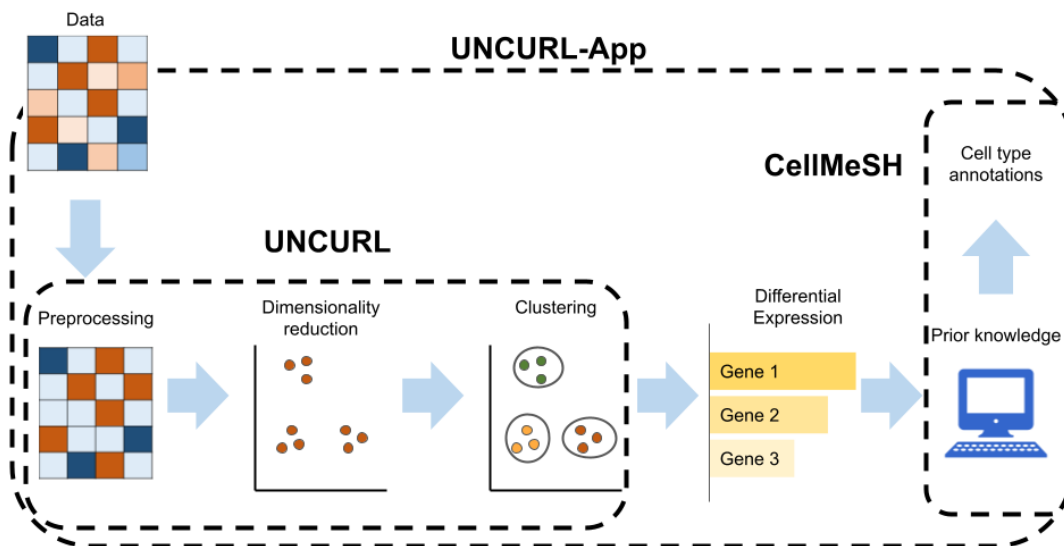 Data
UNCURL-App
CellMeSH
Cell type
annotations
UNCURL
Preprocessing
Dimensionality
reduction
Clustering
Differential
Expression
Prior knowledge
Gene 1
Gene 2
Gene 3